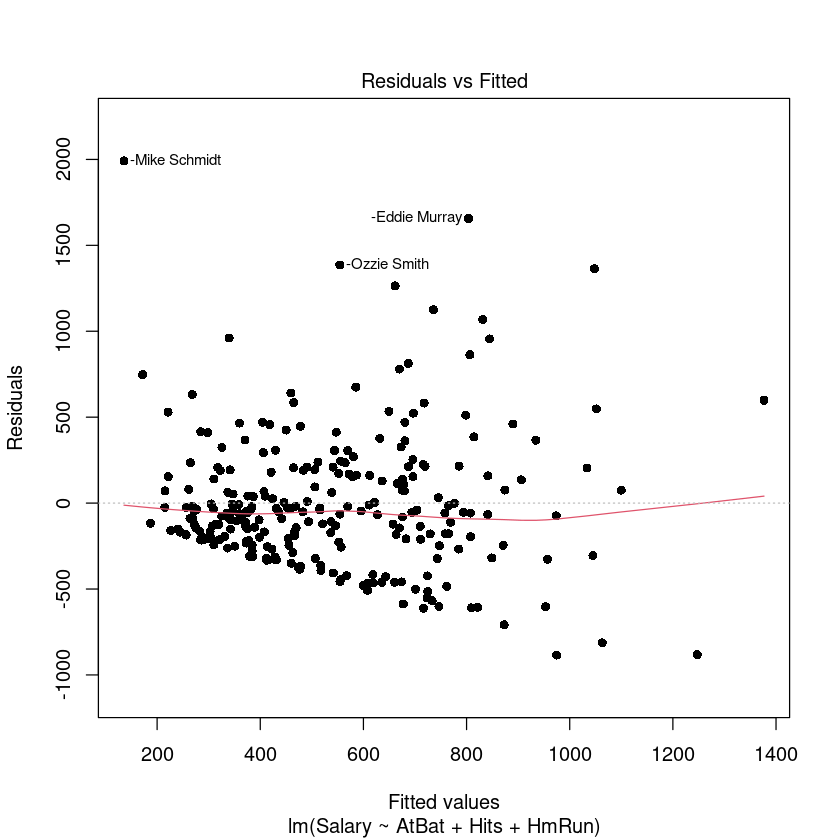 Residuals vs Fitted
2000
1500
1000
500
0
-500
-1000
Residuals
-Mike Schmidt
-Eddie Murray
-Ozzie Smith
200 400 600 800 1000 1200 1400
Fitted values
lm(Salary ~ AtBat + Hits + HmRun)